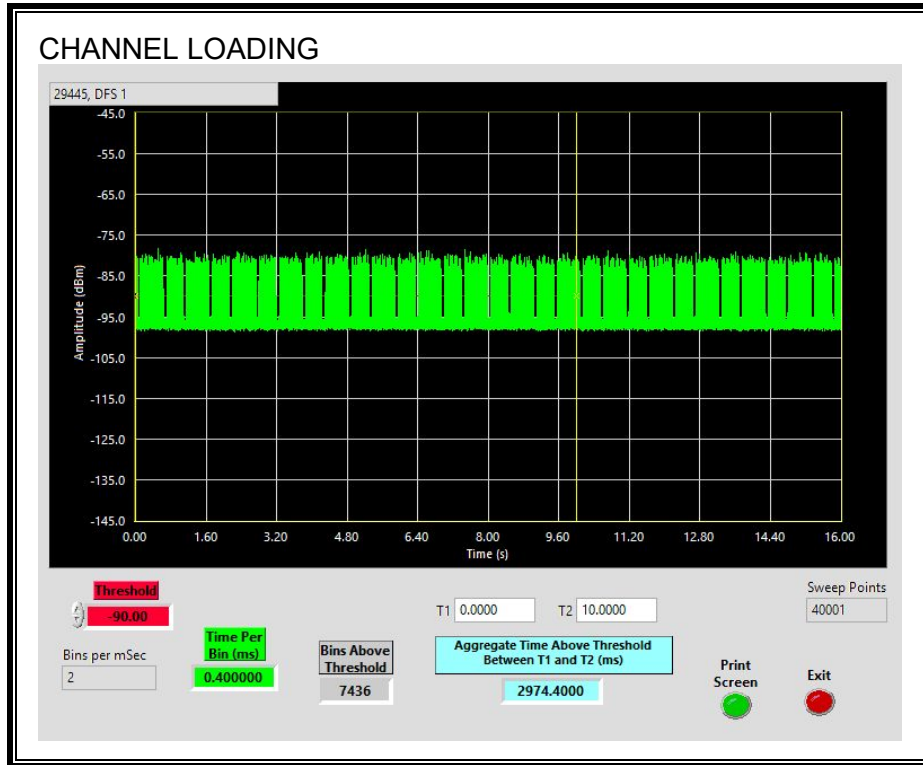 CHANNEL LOADING
29445, DFS 1
-45.0
-55.0
-65.0
-75.0
-85.0
-95.0
-105.0
-115.0
-125.0
-135.0
-145.0
Amplitude (dBm)
0.00 1.60 3.20 4.80 6.40 8.00 9.60 11.20 12.80 14.40 16.00
Time (s)
Threshold
-90.00
Bins per mSec
2
Time Per
Bin (ms)
0.400000
Bins Above
Threshold
7436
T1 0.0000 T2 10.0000
Aggregate Time Above Threshold
Between T1 and T2 (ms)
2974.4000
Sweep Points
40001
Print
Screen
Exit